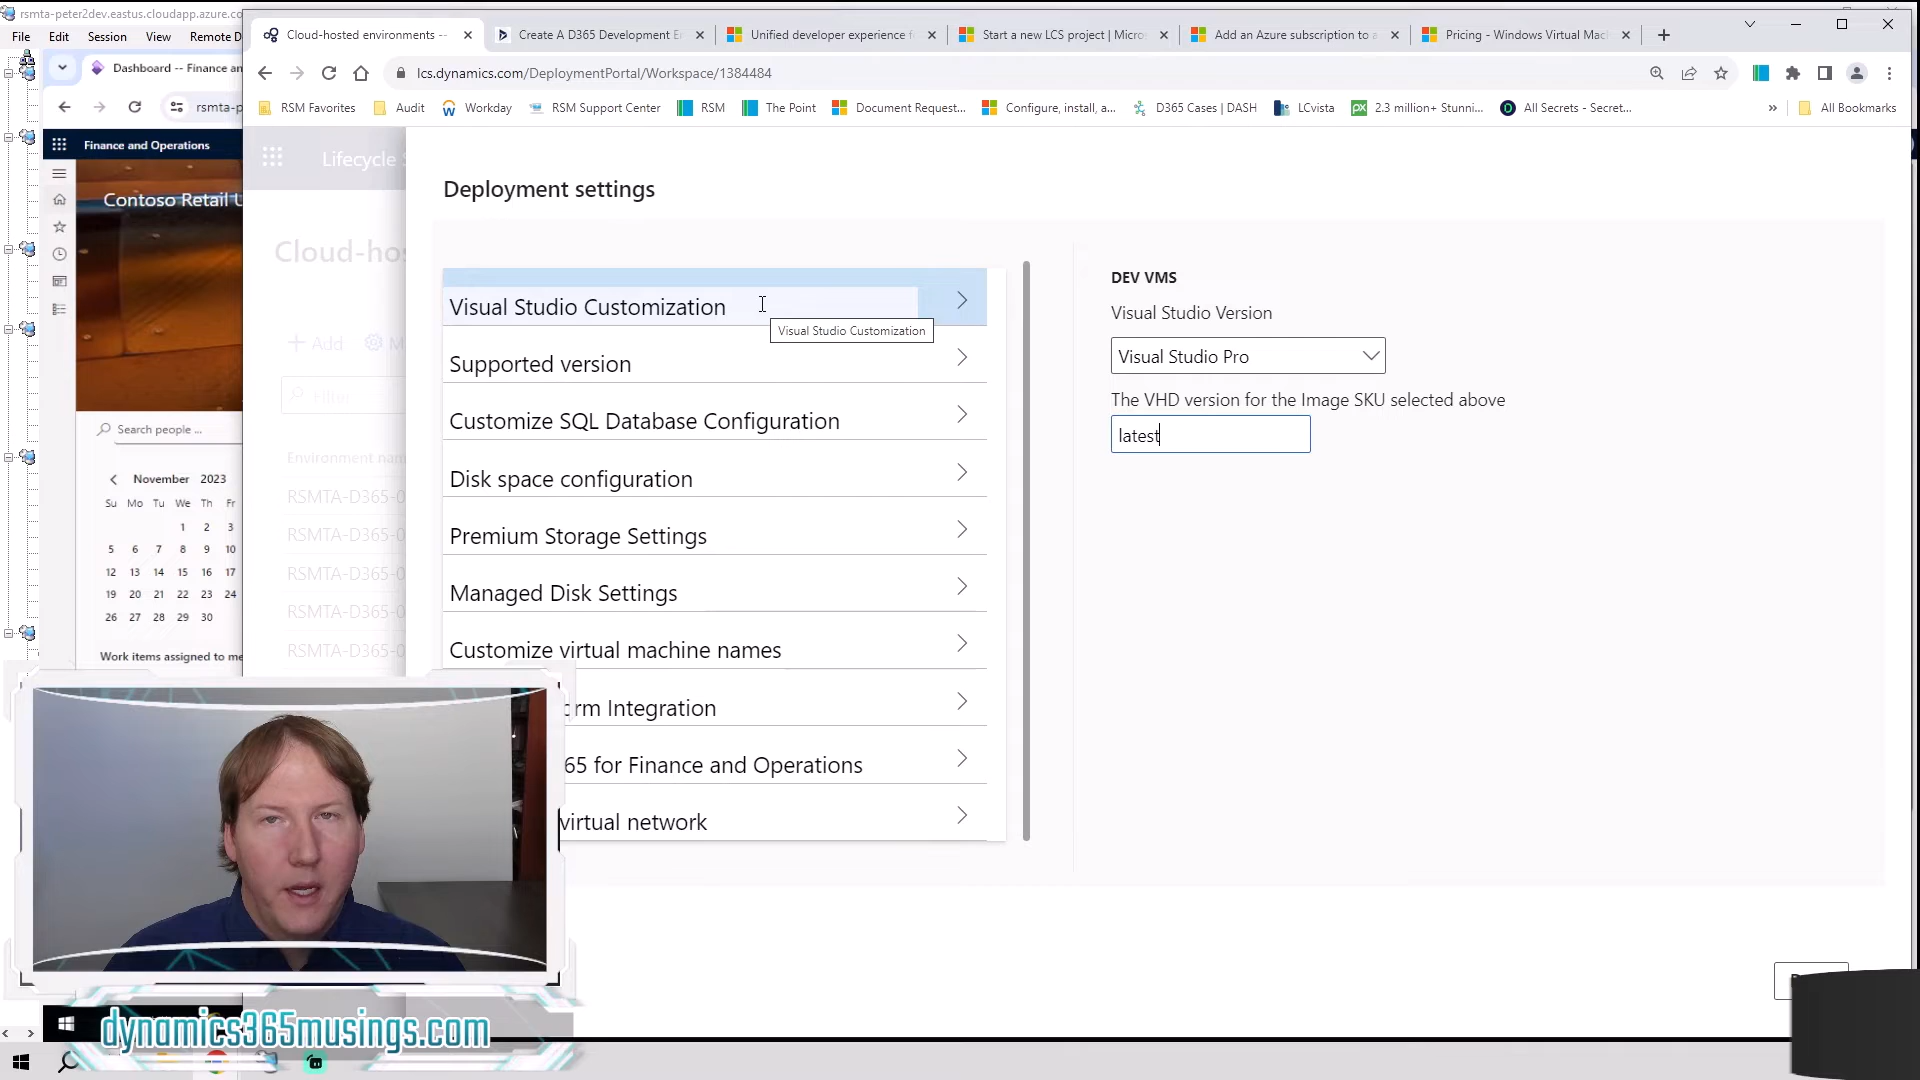 rsmta-peter2dev.eastus.cloudapp.azure.co
File Edit Session View Remote D
Cloud-hosted environments --
Create A D365 Development E
Unified developer experience f
Start a new LCS project | Micro
Add an Azure subscription to a
Pricing - Windows Virtual Mac
Dashboard -- Finance an
lcs.dynamics.com/DeploymentPortal/Workspace/1384484
rsmta-p
RSM Favorites
Audit
Workday
RSM Support Center
RSM
The Point
Document Request...
Configure, install, a...
D365 Cases | DASH
LCvista
2.3 million+ Stunni...
All Secrets - Secret...
All Bookmarks
Finance and Operations
Lifecycle S
Contoso Retail U
Deployment settings
Cloud-hos
Visual Studio Customization
Visual Studio Customization
Supported version
Customize SQL Database Configuration
Disk space configuration
Premium Storage Settings
Managed Disk Settings
Customize virtual machine names
rm Integration
65 for Finance and Operations
virtual network
DEV VMS
Visual Studio Version
Visual Studio Pro
The VHD version for the Image SKU selected above
latest
Add
M
Filter
Environment nam
RSMTA-D365-0
RSMTA-D365-0
RSMTA-D365-0
RSMTA-D365-0
RSMTA-D365-0
Search people ...
November 2023
Su Mo Tu We Th Fr
1 2 3
5 6 7 8 9 10
12 13 14 15 16 17
19 20 21 22 23 24
26 27 28 29 30
Work items assigned to me
dynamics365musings.com